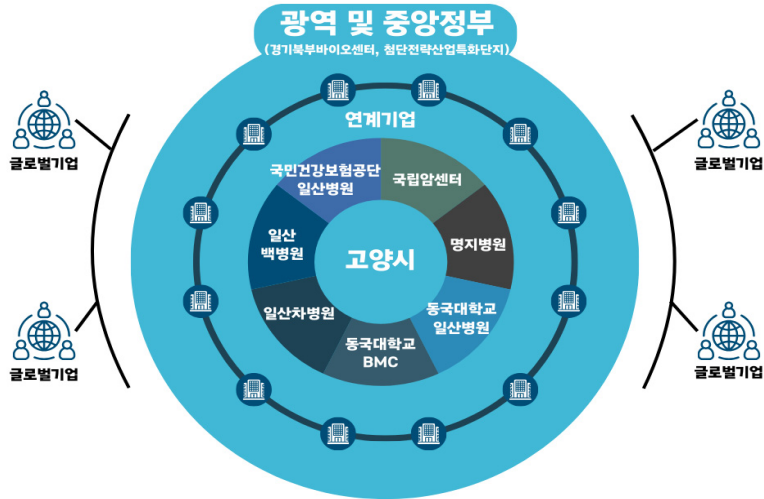 광역 및 중앙정부
(경기북부바이오센터, 첨단전략산업특화단지)
연계기업
글로벌기업
글로벌기업
국민건강보험공단
일산병원
국립암센터
일산
백병원
고양시
명지병원
일산차병원
동국대학교
일산병원
동국대학교
BMC
글로벌기업
글로벌기업